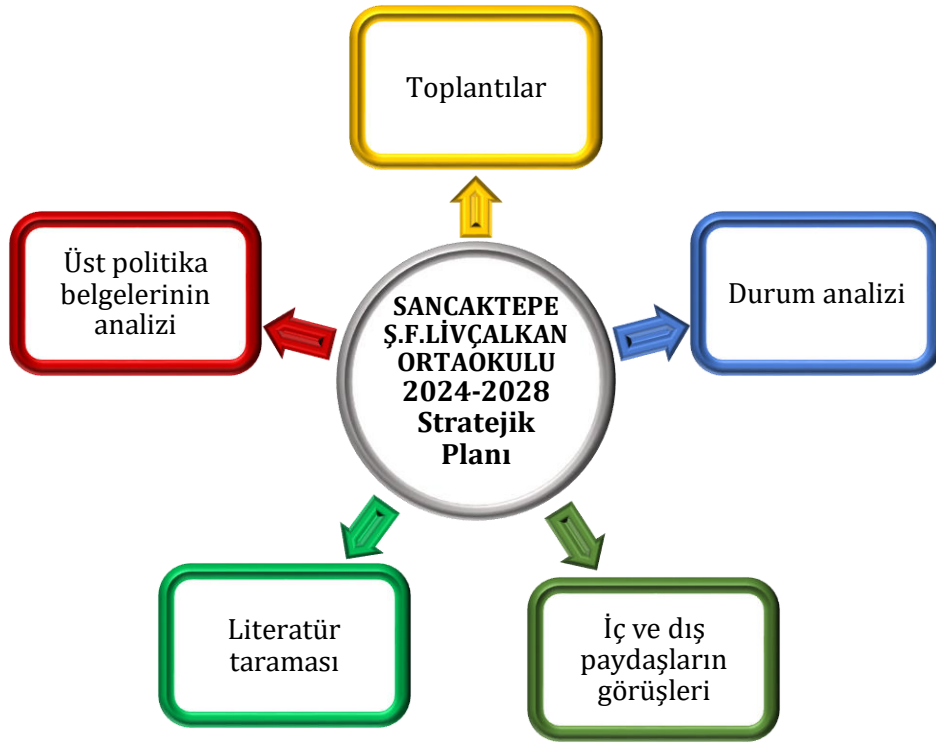 Toplantılar
Üst politika
belgelerinin
analizi
SANCAKTEPE
Ş.F.LİVÇALKAN
ORTAOKULU
2024-2028
Stratejik
Planı
Durum analizi
Literatür
taraması
İç ve dış
paydaşların
görüşleri